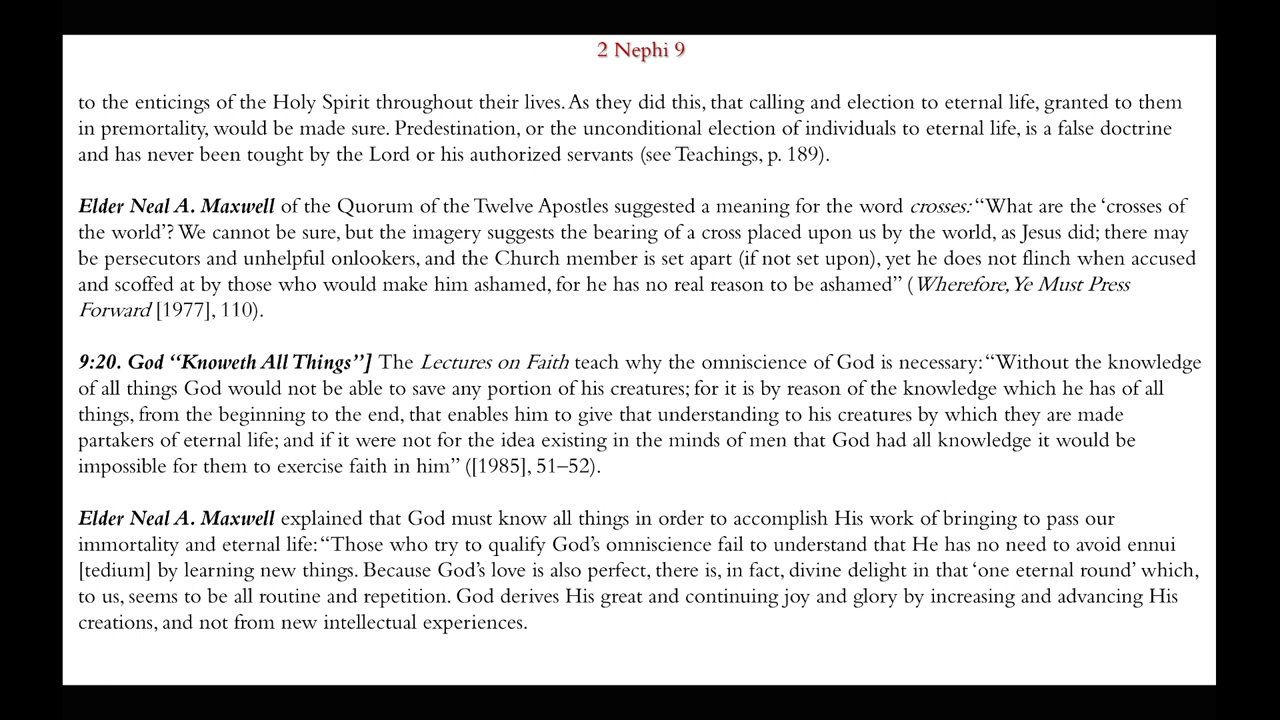 2 Nephi 9
to the enticings of the Holy Spirit throughout their lives. As they did this, that calling and election to eternal life, granted to them
in premortality, would be made sure. Predestination, or the unconditional election of individuals to eternal life, is a false doctrine
and has never been tought by the Lord or his authorized servants (see Teachings, p. 189).
Elder Neal A. Maxwell of the Quorum of the Twelve Apostles suggested a meaning for the word crosses: “What are the ‘crosses of
the world’? We cannot be sure, but the imagery suggests the bearing of a cross placed upon us by the world, as Jesus did; there may
be persecutors and unhelpful onlookers, and the Church member is set apart (if not set upon), yet he does not flinch when accused
and scoffed at by those who would make him ashamed, for he has no real reason to be ashamed” (Wherefore, Ye Must Press
Forward [1977], 110).
9:20. God “Knoweth All Things”] The Lectures on Faith teach why the omniscience of God is necessary: “Without the knowledge
of all things God would not be able to save any portion of his creatures; for it is by reason of the knowledge which he has of all
things, from the beginning to the end, that enables him to give that understanding to his creatures by which they are made
partakers of eternal life; and if it were not for the idea existing in the minds of men that God had all knowledge it would be
impossible for them to exercise faith in him” ([1985], 51–52).
Elder Neal A. Maxwell explained that God must know all things in order to accomplish His work of bringing to pass our
immortality and eternal life: “Those who try to qualify God’s omniscience fail to understand that He has no need to avoid ennui
[tedium] by learning new things. Because God’s love is also perfect, there is, in fact, divine delight in that ‘one eternal round’ which,
to us, seems to be all routine and repetition. God derives His great and continuing joy and glory by increasing and advancing His
creations, and not from new intellectual experiences.